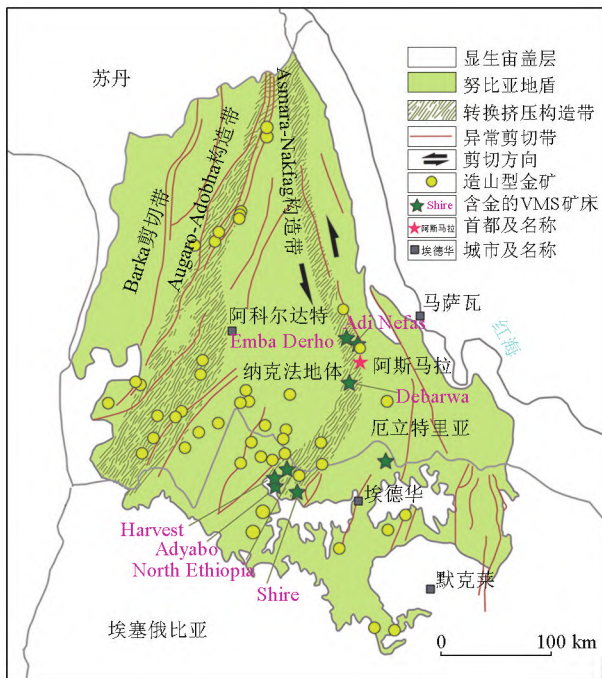 苏丹
显生宙盖层
努比亚地盾
转换挤压构造带
异常剪切带
剪切方向
造山型金矿
Shire 含金的VMS矿床
阿斯马拉 首都及名称
埃德华 城市及名称
Barka剪切带
Augaro-Adobha构造带
Asmara-Nakfag构造带
马萨瓦
红海
阿科尔达特
Adi Nefas
Emba Derho
纳克法地体
阿斯马拉
Debarwa
厄立特里亚
埃德华
Harvest
Adyabo
North Ethiopia
Shire
默克莱
埃塞俄比亚
0 100 km